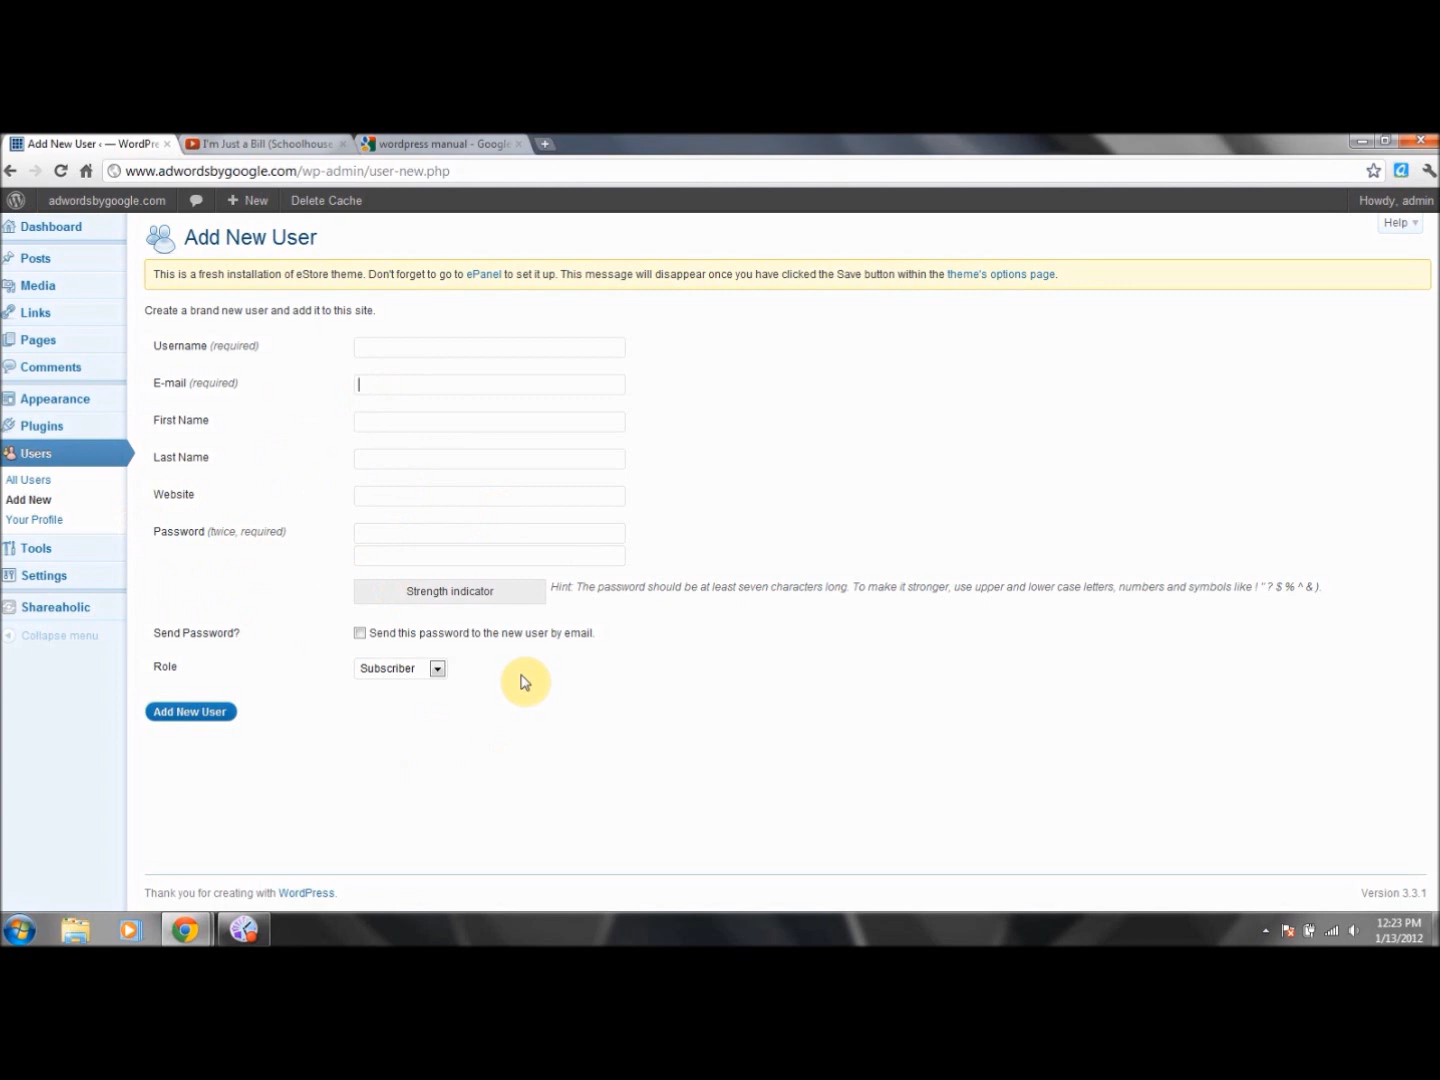 Add New User ‹ — WordPre
I'm Just a Bill (Schoolhouse
wordpress manual - Google
www.adwordsbygoogle.com/wp-admin/user-new.php
adwordsbygoogle.com
+ New
Delete Cache
Howdy, admin
Help
Dashboard
Posts
Media
Links
Pages
Comments
Appearance
Plugins
Users
All Users
Add New
Your Profile
Tools
Settings
Shareaholic
Collapse menu
Add New User
This is a fresh installation of eStore theme. Don't forget to go to ePanel to set it up. This message will disappear once you have clicked the Save button within the theme's options page.
Create a brand new user and add it to this site.
Username (required)
E-mail (required)
First Name
Last Name
Website
Password (twice, required)
Strength indicator
Hint: The password should be at least seven characters long. To make it stronger, use upper and lower case letters, numbers and symbols like ! " ? $ % ^ & ).
Send Password?
Send this password to the new user by email.
Role
Subscriber
Add New User
Thank you for creating with WordPress.
Version 3.3.1
12:23 PM
1/13/2012